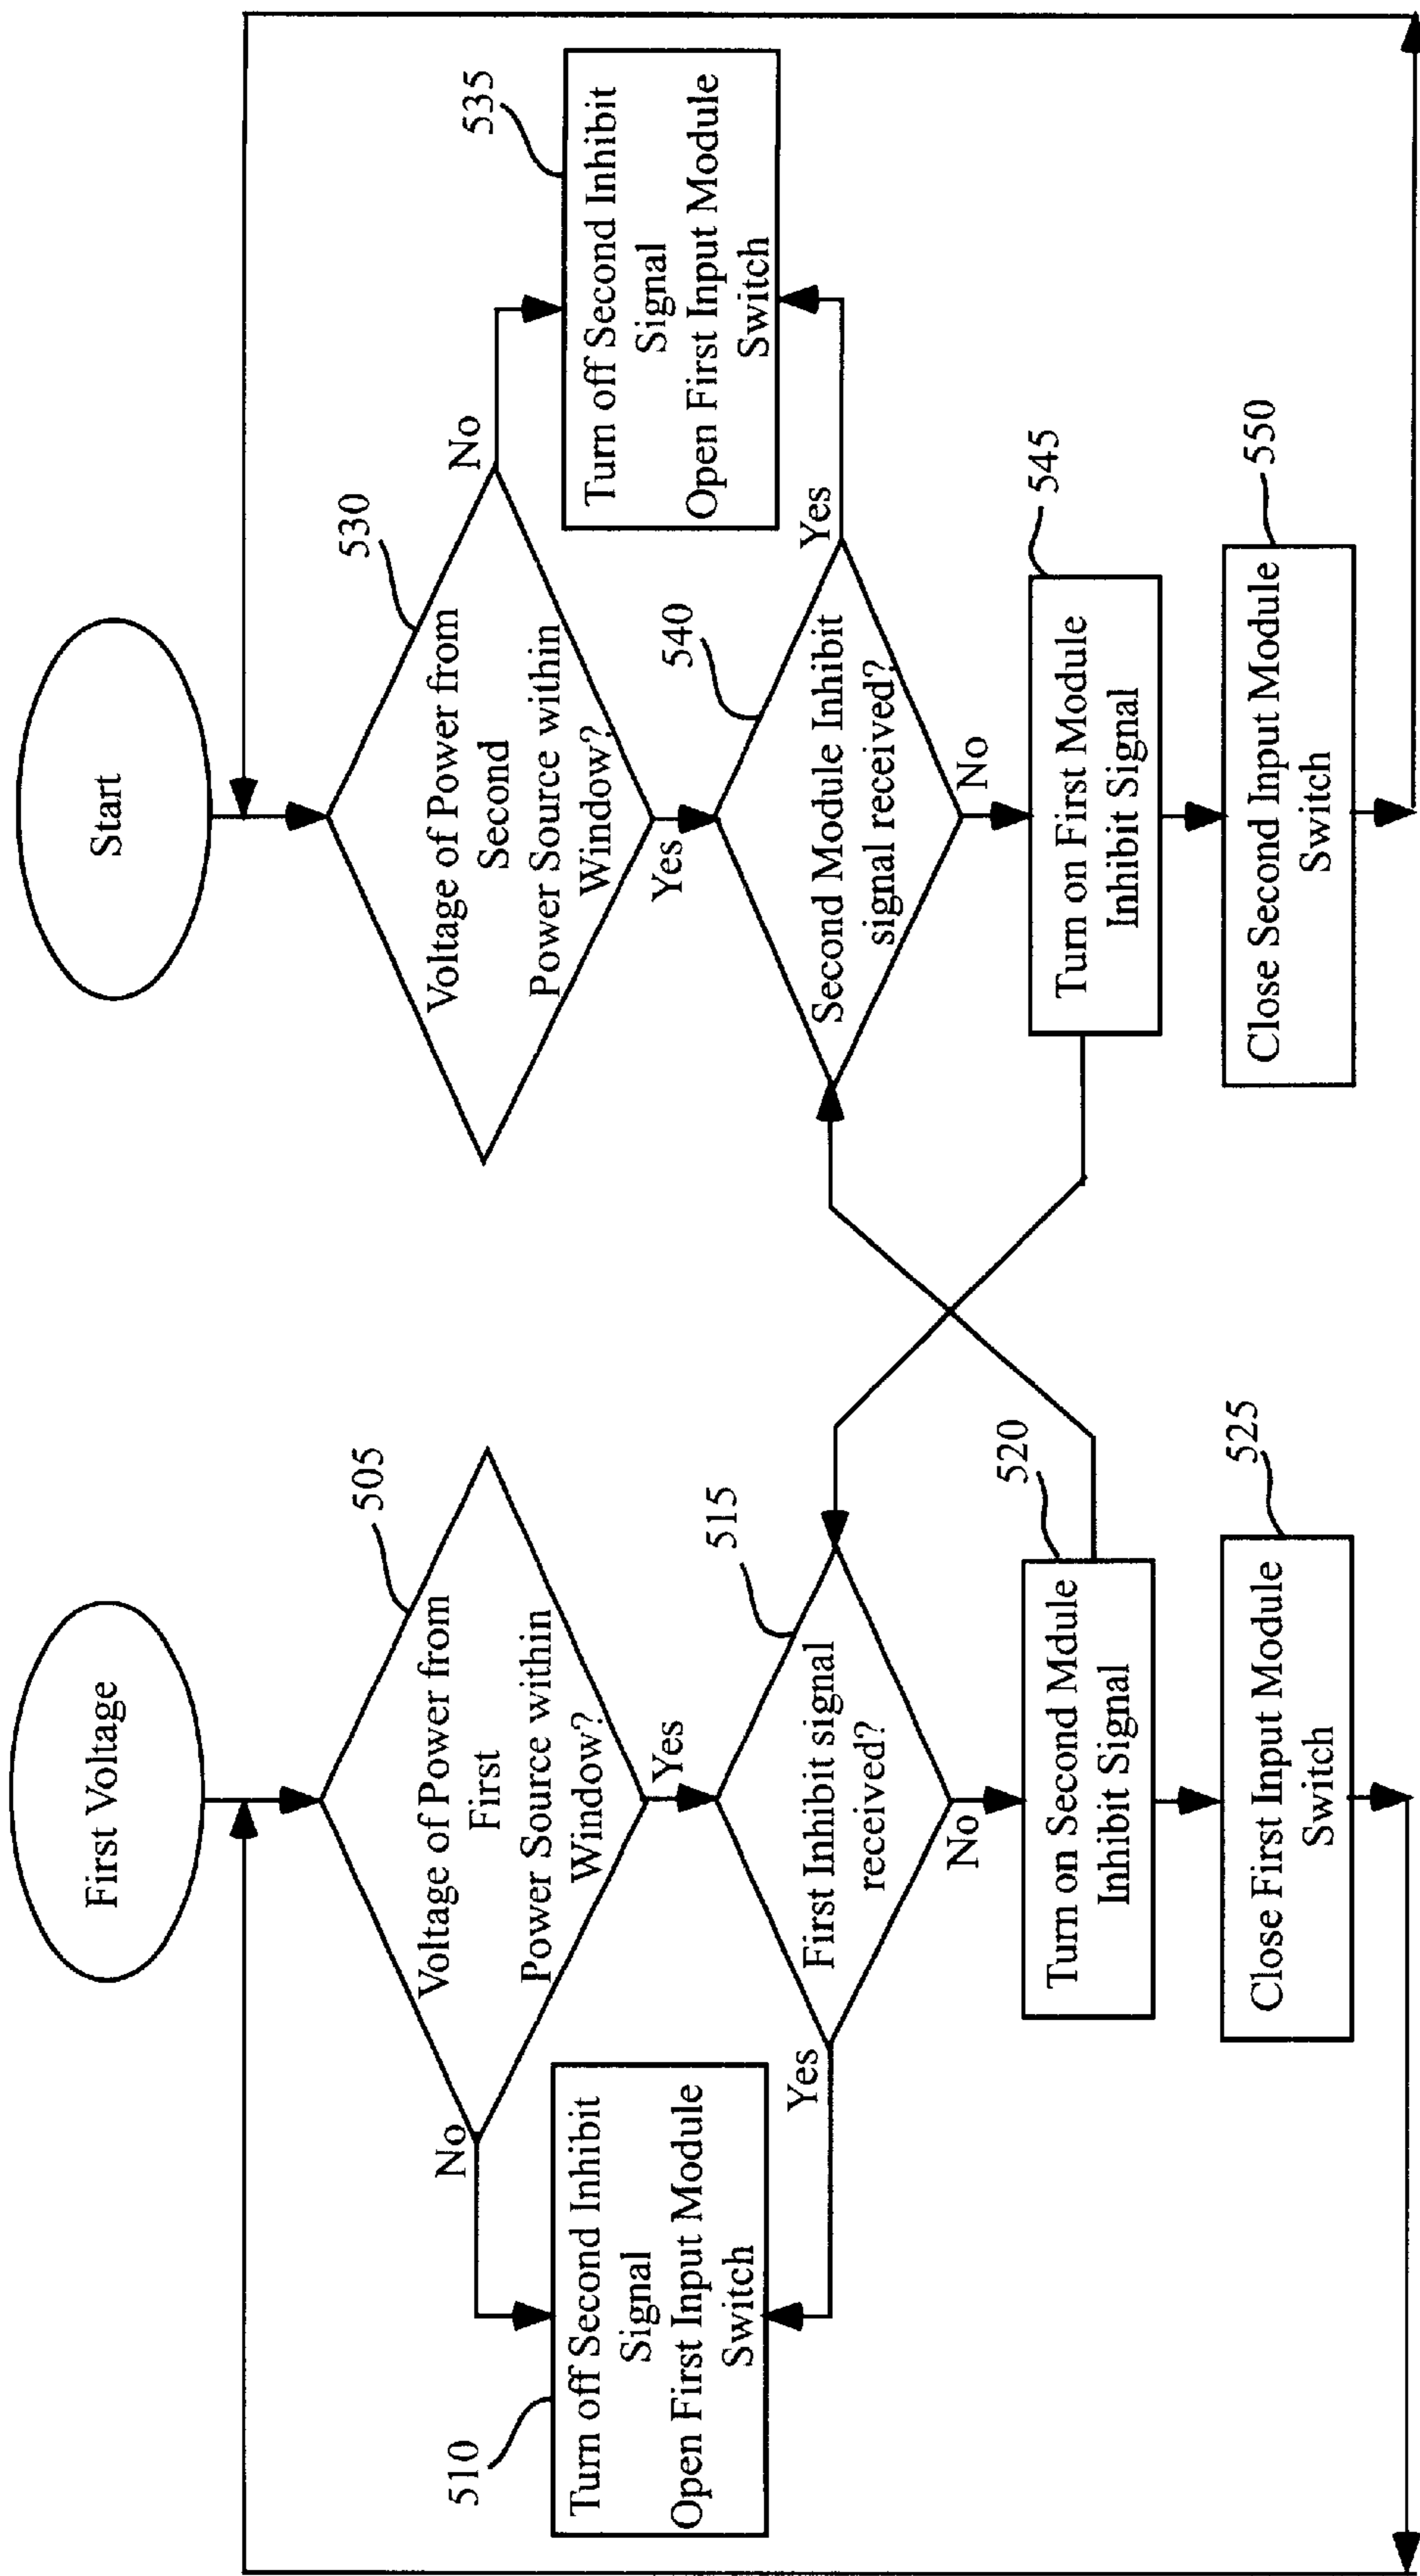 First Voltage
505
Voltage of Power from
First
Power Source within
Window?
No
Yes
510
Turn off Second Inhibit
Signal
Open First Input Module
Switch
515
First Inhibit signal
received?
Yes
No
520
Turn on Second Mdule
Inhibit Signal
525
Close First Input Module
Switch
Start
530
Voltage of Power from
Second
Power Source within
Window?
No
Yes
535
Turn off Second Inhibit
Signal
Open First Input Module
Switch
540
Second Module Inhibit
signal received?
Yes
No
545
Turn on First Module
Inhibit Signal
550
Close Second Input Module
Switch